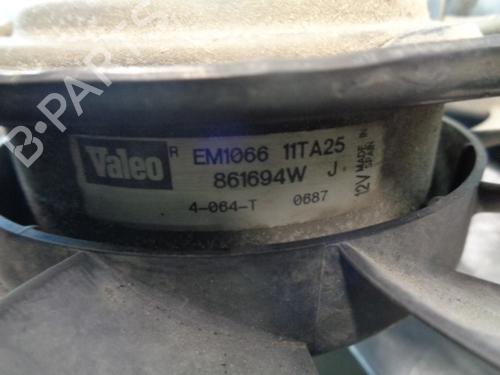 B-PARTS
Valeo R EM1066 11TA25
861694W J
4-064-T 0687
12V MADE IN
SPAIN